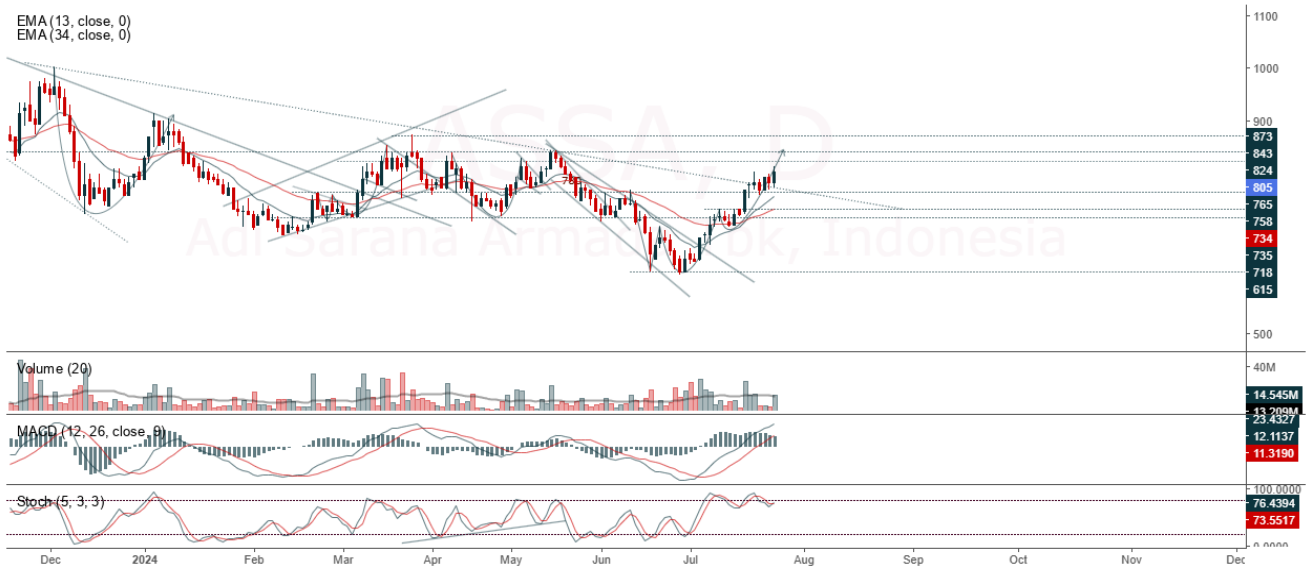 EMA (13, close, 0)
EMA (34, close, 0)
ASSA, D
Adi Sarana Armada Tbk, Indonesia
1100
1000
900
873
843
824
805
765
758
734
735
718
615
500
Volume (20)
40M
14.545M
13.209M
MACD (12, 26, close, 9)
23.4327
12.1137
11.3190
Stoch (5, 3, 3)
100.0000
76.4394
73.5517
0.0000
Dec 2024 Feb Mar Apr May Jun Jul Aug Sep Oct Nov Dec